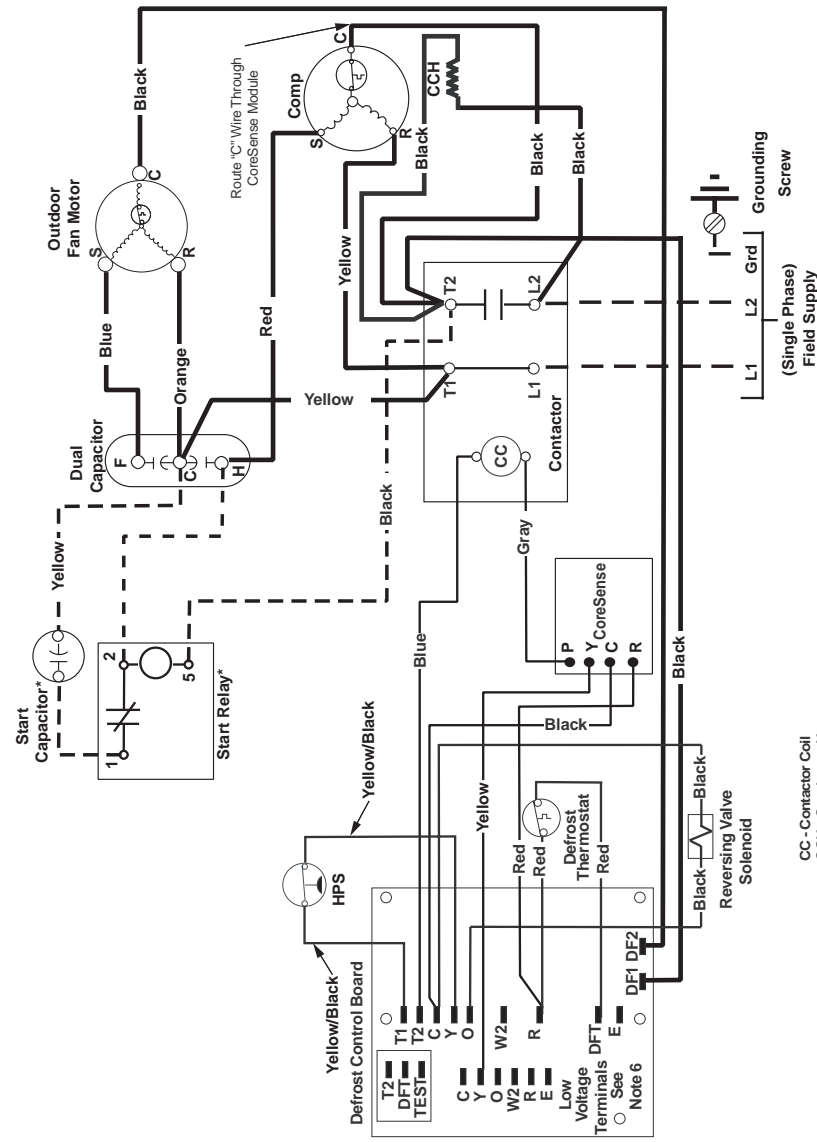 Black
C
Outdoor
Fan Motor
S
R
C
Blue
Orange
Red
Route "C" Wire Through
CoreSense Module
Comp
S
R
C
Black
CCH
Black
Black
Yellow
Yellow
Dual
Capacitor
F
C
H
Yellow
Start
Capacitor*
1
2
5
Start Relay*
Black
T2
L2
T1
L1
CC
Contactor
Grounding
Screw
Grd
L2
L1
(Single Phase)
Field Supply
Gray
Blue
P
Y
C
R
CoreSense
Black
Black
Yellow/Black
HPS
Yellow/Black
Yellow
Red
Red
Defrost
Thermostat
Red
Black
Black
Reversing Valve
Solenoid
Defrost Control Board
T2
DFT
TEST
T1
T2
C
Y
O
W2
R
DFT
E
C
Y
O
W2
R
E
Low
Voltage
Terminals
See
Note 6
DF1
DF2
CC - Contactor Coil